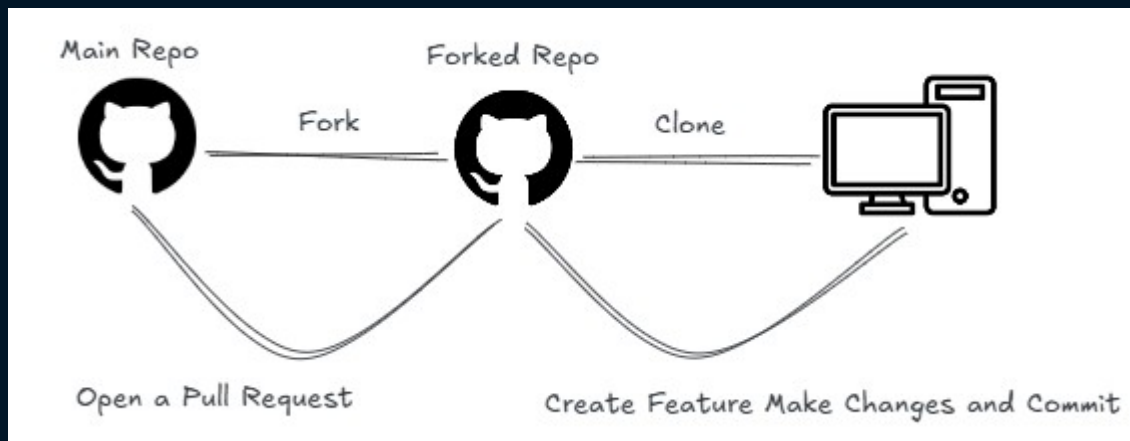 Main Repo
Forked Repo
Fork
Clone
Open a Pull Request
Create Feature Make Changes and Commit